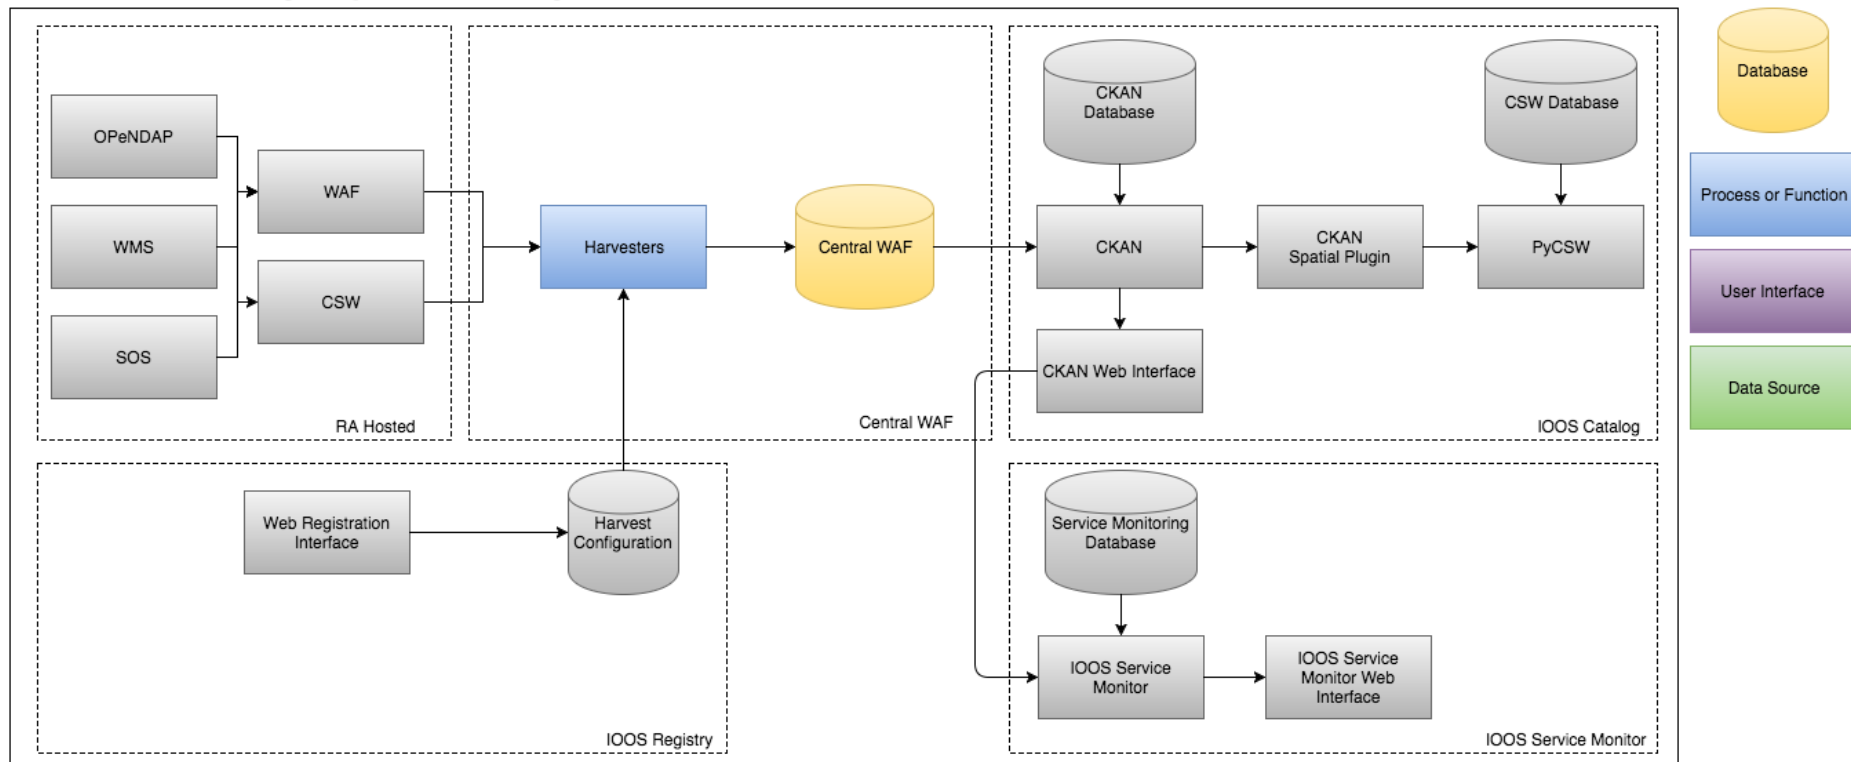 OPeNDAP
WMS
SOS
WAF
CSW
RA Hosted
Harvesters
Central WAF
Central WAF
CKAN
Database
CSW Database
CKAN
CKAN
Spatial Plugin
PyCSW
CKAN Web Interface
IOOS Catalog
Web Registration
Interface
Harvest
Configuration
IOOS Registry
Service Monitoring
Database
IOOS Service
Monitor
IOOS Service
Monitor Web
Interface
IOOS Service Monitor
Database
Process or Function
User Interface
Data Source